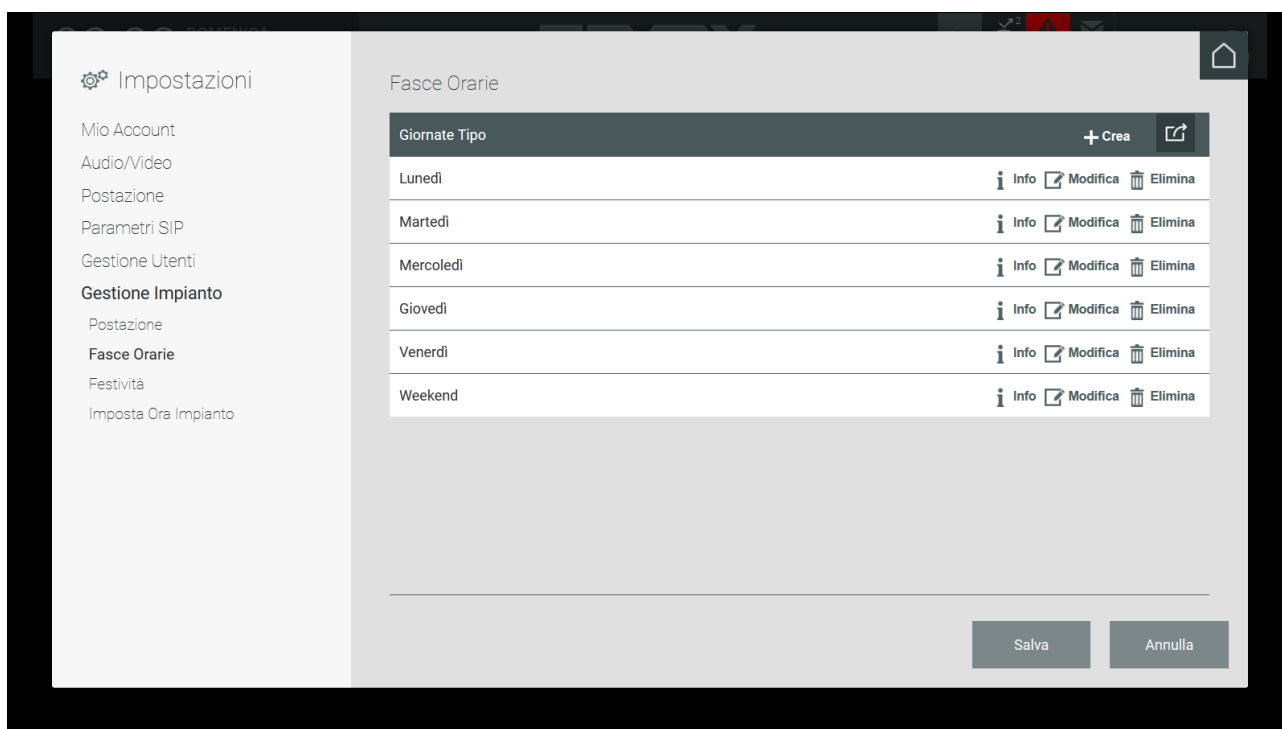 Impostazioni
Mio Account
Audio/Video
Postazione
Parametri SIP
Gestione Utenti
Gestione Impianto
Postazione
Fasce Orarie
Festività
Imposta Ora Impianto
Fasce Orarie
Giornate Tipo + Crea
Lunedì i Info Modifica Elimina
Martedì i Info Modifica Elimina
Mercoledì i Info Modifica Elimina
Giovedì i Info Modifica Elimina
Venerdì i Info Modifica Elimina
Weekend i Info Modifica Elimina
Salva Annulla